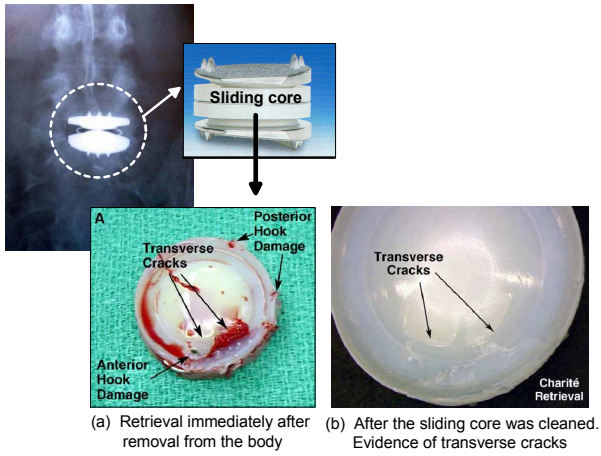 Sliding core
A
Posterior
Hook
Damage
Transverse
Cracks
Anterior
Hook
Damage
Transverse
Cracks
Charité
Retrieval
(a) Retrieval immediately after
removal from the body
(b) After the sliding core was cleaned.
Evidence of transverse cracks